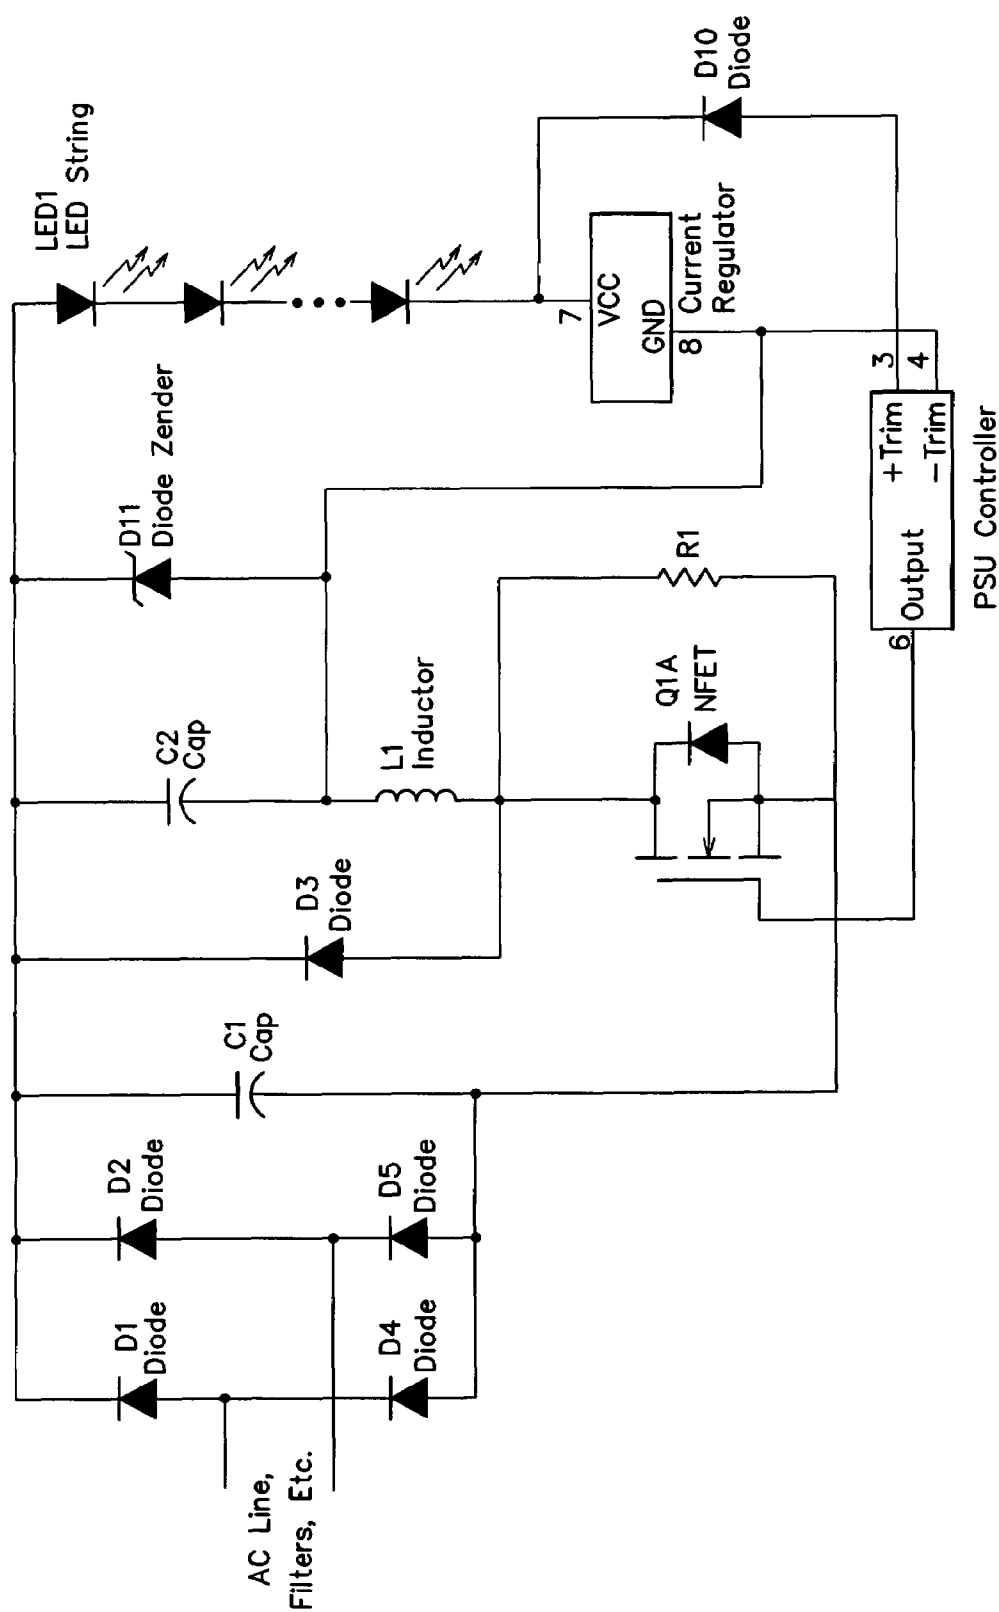 AC Line,
Filters, Etc.
D1
Diode
D2
Diode
D4
Diode
D5
Diode
C1
Cap
D3
Diode
C2
Cap
L1
Inductor
D11
Diode Zender
LED1
LED String
Q1A
NFET
R1
7
VCC
GND
8
Current
Regulator
D10
Diode
3
4
+Trim
-Trim
Output
6
PSU Controller